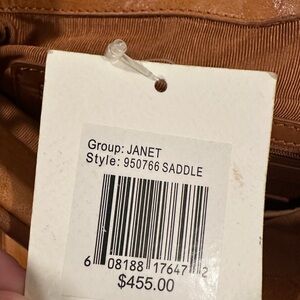 Group: JANET
Style: 950766 SADDLE
6 08188 17647 2
$455.00